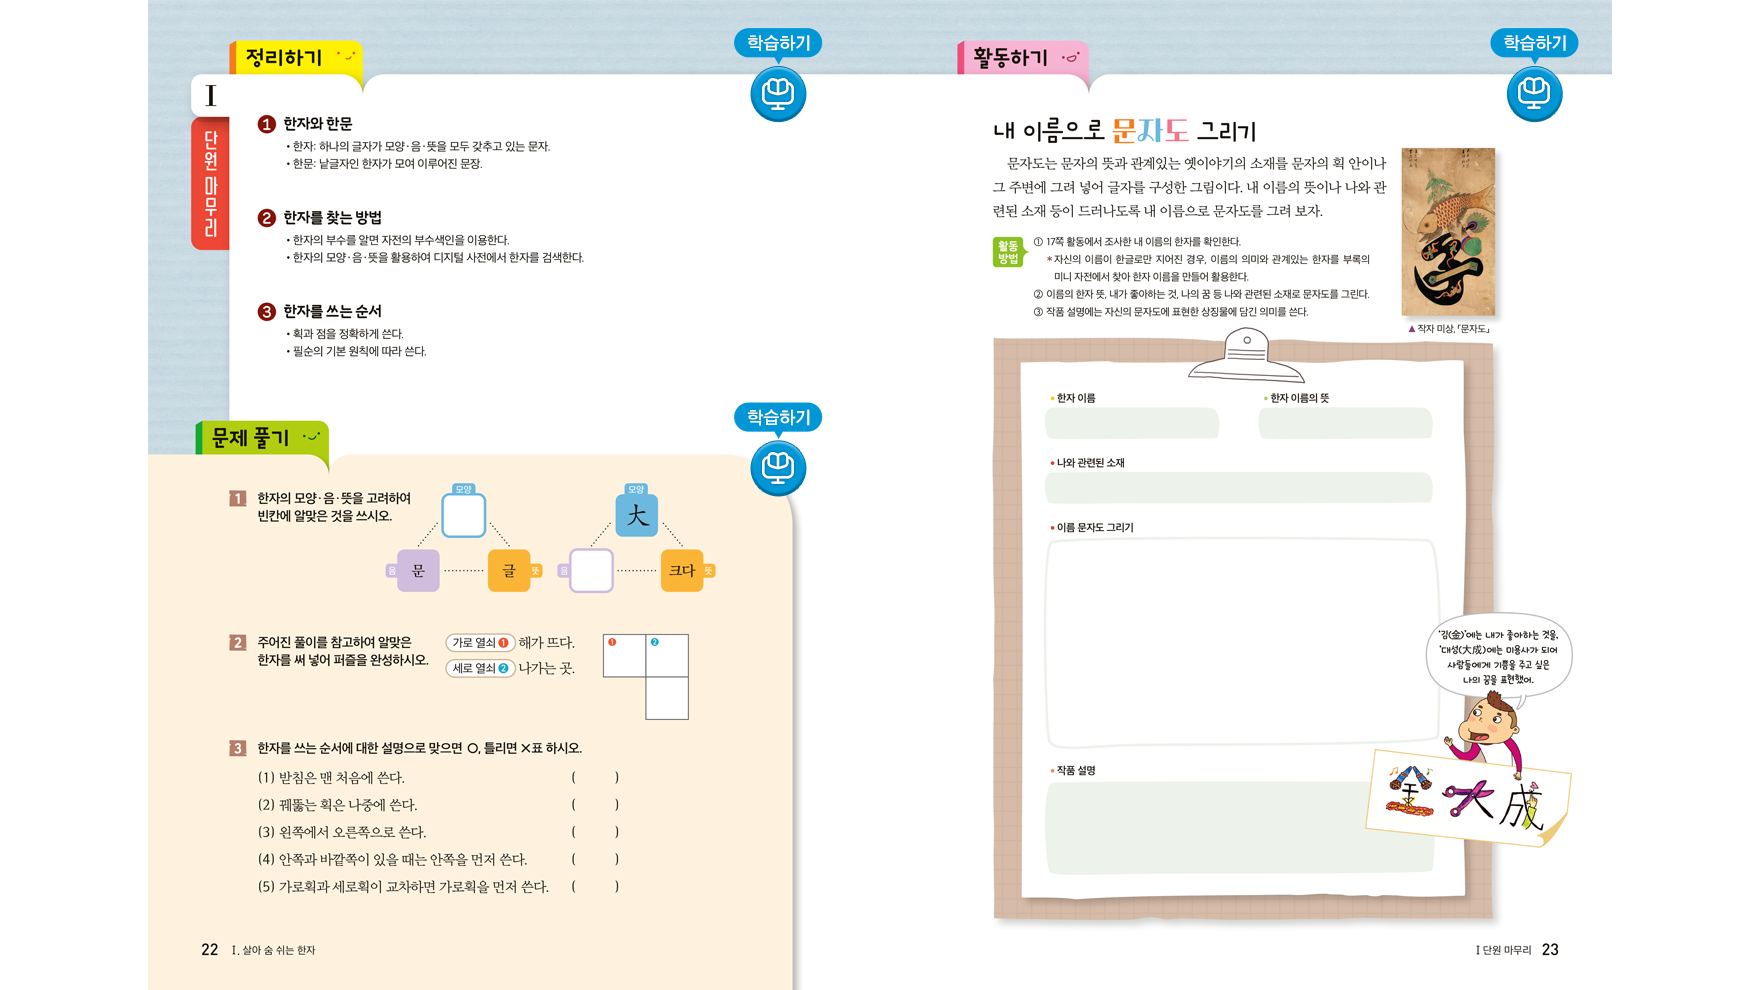 정리하기
학습하기
I
단원 마무리
1 한자와 한문
• 한자: 하나의 글자가 모양·음·뜻을 모두 갖추고 있는 문자.
• 한문: 낱글자인 한자가 모여 이루어진 문장.
2 한자를 찾는 방법
• 한자의 부수를 알면 자전의 부수색인을 이용한다.
• 한자의 모양·음·뜻을 활용하여 디지털 사전에서 한자를 검색한다.
3 한자를 쓰는 순서
• 획과 점을 정확하게 쓴다.
• 필순의 기본 원칙에 따라 쓴다.
문제 풀기
학습하기
1 한자의 모양·음·뜻을 고려하여
빈칸에 알맞은 것을 쓰시오.
모양
음 문
글 뜻
모양
大
음
크다 뜻
2 주어진 풀이를 참고하여 알맞은
한자를 써 넣어 퍼즐을 완성하시오.
가로 열쇠 1 해가 뜨다.
세로 열쇠 2 나가는 곳.
1 2
3 한자를 쓰는 순서에 대한 설명으로 맞으면 ○, 틀리면 ×표 하시오.
(1) 받침은 맨 처음에 쓴다. ( )
(2) 꿰뚫는 획은 나중에 쓴다. ( )
(3) 왼쪽에서 오른쪽으로 쓴다. ( )
(4) 안쪽과 바깥쪽이 있을 때는 안쪽을 먼저 쓴다. ( )
(5) 가로획과 세로획이 교차하면 가로획을 먼저 쓴다. ( )
22 I. 살아 숨 쉬는 한자
활동하기
학습하기
내 이름으로 문자도 그리기
문자도는 문자의 뜻과 관계있는 옛이야기의 소재를 문자의 획 안이나
그 주변에 그려 넣어 글자를 구성한 그림이다. 내 이름의 뜻이나 나와 관
련된 소재 등이 드러나도록 내 이름으로 문자도를 그려 보자.
활동
방법
① 17쪽 활동에서 조사한 내 이름의 한자를 확인한다.
* 자신의 이름이 한글로만 지어진 경우, 이름의 의미와 관계있는 한자를 부록의
미니 자전에서 찾아 한자 이름을 만들어 활용한다.
② 이름의 한자 뜻, 내가 좋아하는 것, 나의 꿈 등 나와 관련된 소재로 문자도를 그린다.
③ 작품 설명에는 자신의 문자도에 표현한 상징물에 담긴 의미를 쓴다.
▲ 작자 미상, 「문자도」
• 한자 이름
• 한자 이름의 뜻
• 나와 관련된 소재
• 이름 문자도 그리기
'김(金)'에는 내가 좋아하는 것을,
'대성(大成)에는 미용사가 되어
사람들에게 기쁨을 주고 싶은
나의 꿈을 표현했어.
• 작품 설명
金大成
I 단원 마무리 23